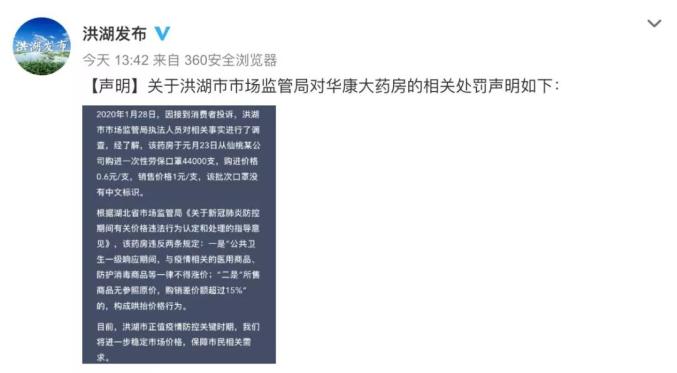 洪湖发布
洪湖发布
今天 13:42 来自 360安全浏览器
【声明】关于洪湖市市场监管局对华康大药房的相关处罚声明如下：
2020年1月28日，因接到消费者投诉，洪湖
市市场监管局执法人员对相关事实进行了调
查，经了解，该药房于元月23日从仙桃某公
司购进一次性劳保口罩44000支，购进价格
0.6元/支，销售价格1元/支，该批次口罩没
有中文标识。
根据湖北省市场监管局《关于新冠肺炎防控
期间有关价格违法行为认定和处理的指导意
见》，该药房违反两条规定：一是“公共卫
生一级响应期间，与疫情相关的医用商品、
防护消毒商品等一律不得涨价；”二是“所售
商品无参照原价，购销差价额超过15%”
的，构成哄抬价格行为。
目前，洪湖市正值疫情防控关键时期，我们
将进一步稳定市场价格，保障市民相关需
求。